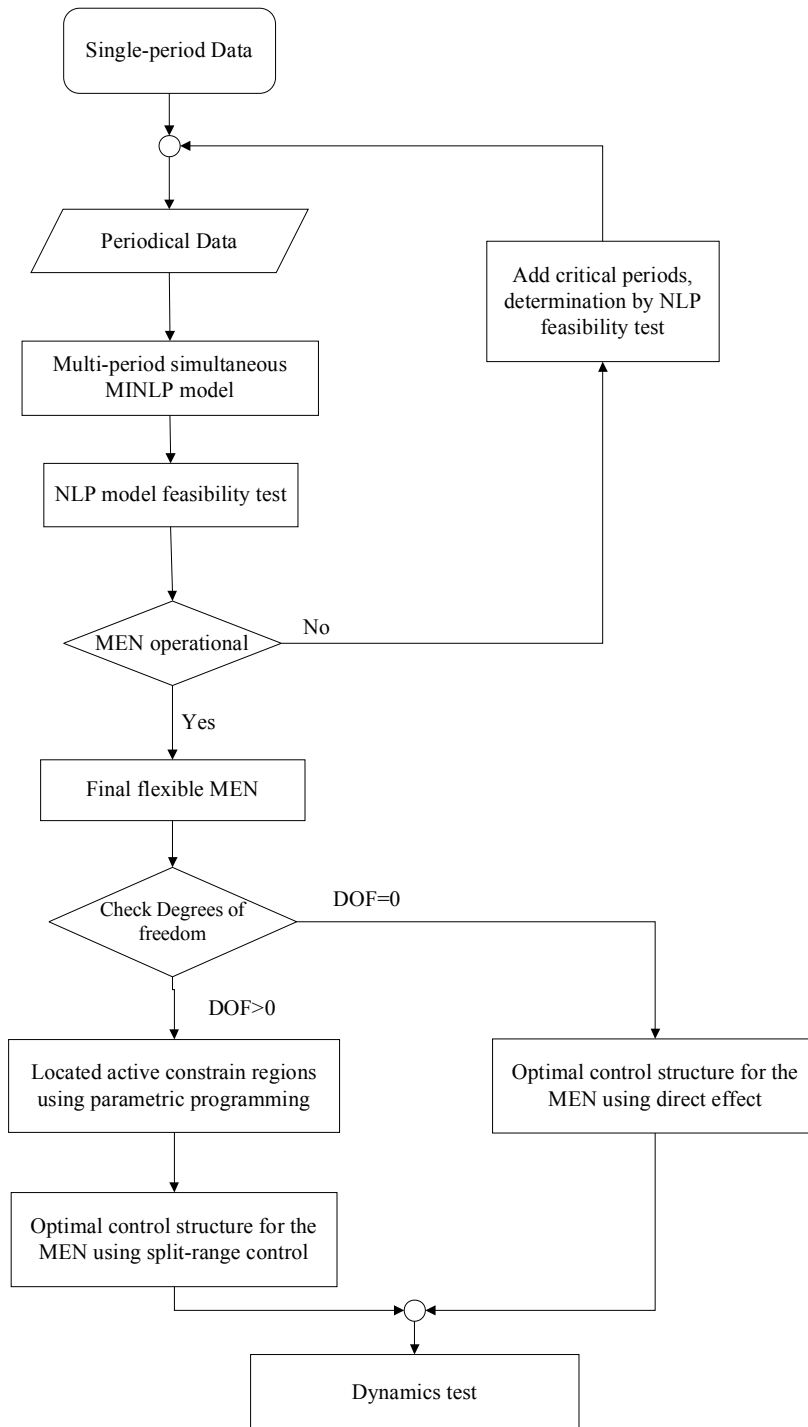 Single-period Data
Periodical Data
Add critical periods,
determination by NLP
feasibility test
Multi-period simultaneous
MINLP model
NLP model feasibility test
MEN operational
No
Yes
Final flexible MEN
Check Degrees of
freedom
DOF=0
DOF>0
Located active constrain regions
using parametric programming
Optimal control structure for the
MEN using direct effect
Optimal control structure for the
MEN using split-range control
Dynamics test